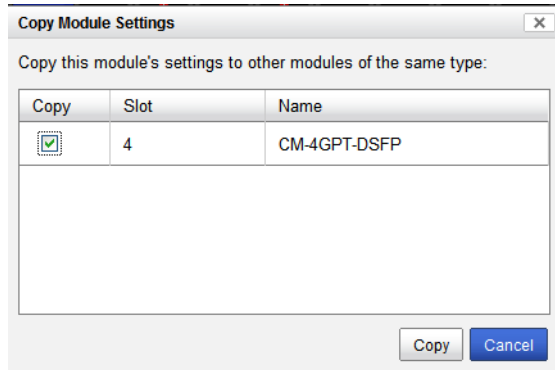 Copy Module Settings
Copy this module's settings to other modules of the same type:
Copy Slot Name
4 CM-4GPT-DSFP
Copy Cancel